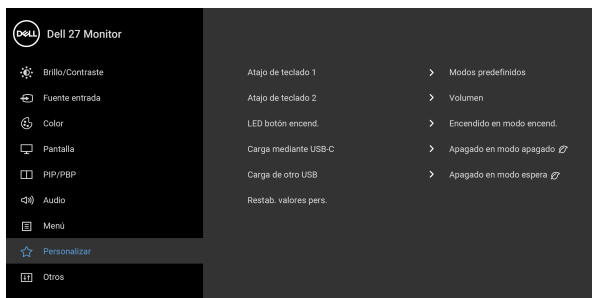 DELL Dell 27 Monitor
Brillo/Contraste Atajo de teclado 1 Modos predefinidos
Fuente entrada Atajo de teclado 2 Volumen
Color LED botón encend. Encendido en modo encend.
Pantalla Carga mediante USB-C Apagado en modo apagado
PIP/PBP Carga de otro USB Apagado en modo espera
Audio Restab. valores pers.
Menú
Personalizar
Otros